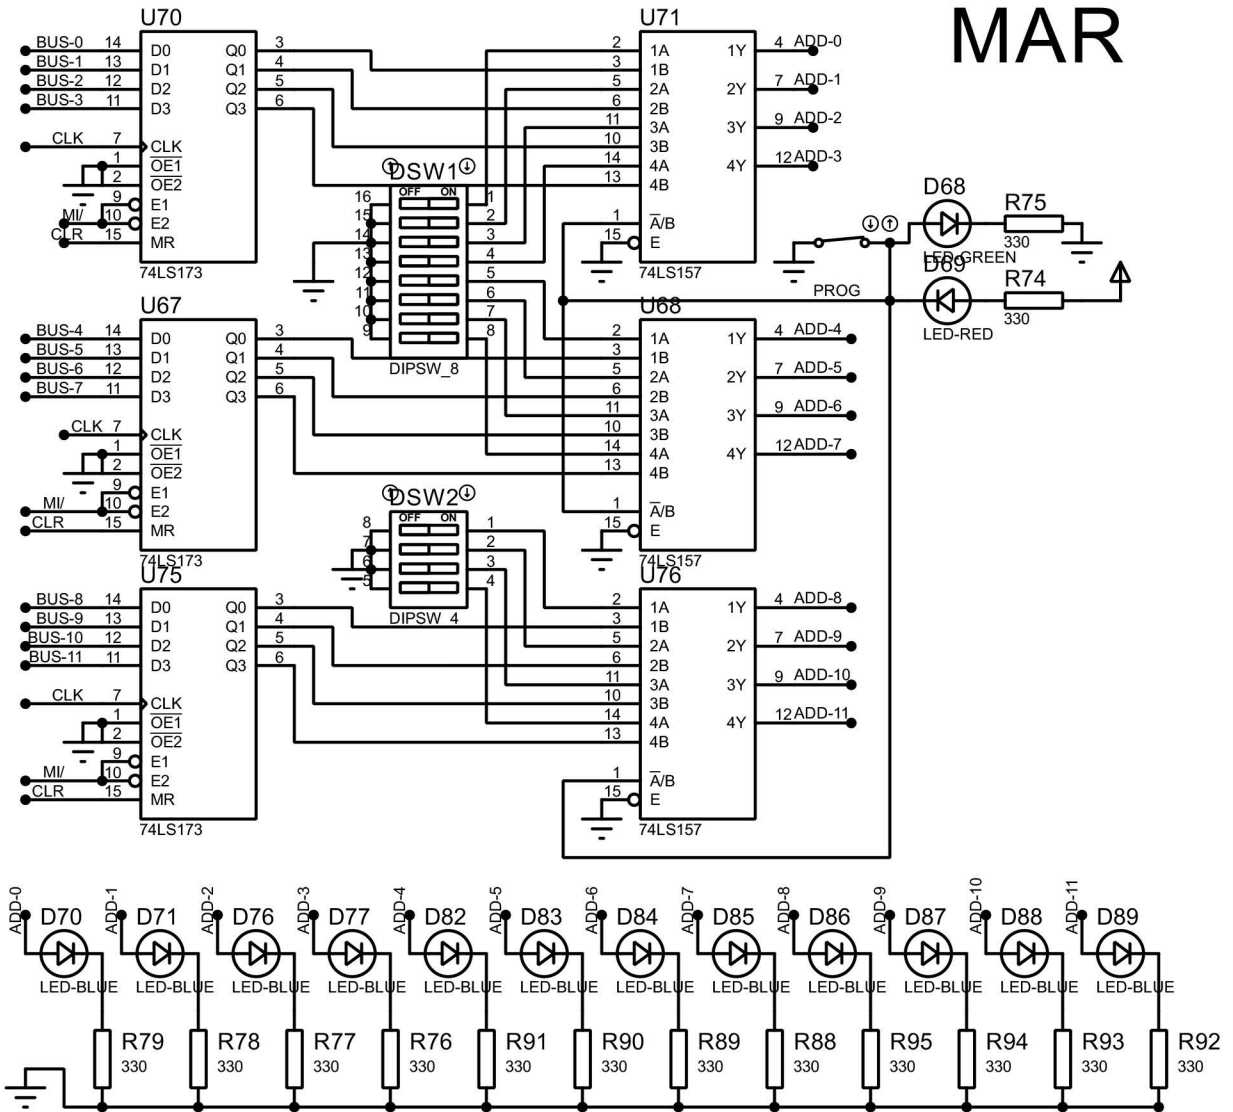 MAR
U70
BUS-0 14 D0 Q0 3
BUS-1 13 D1 Q1 4
BUS-2 12 D2 Q2 5
BUS-3 11 D3 Q3 6
CLK 7 CLK
1 OE1
2 OE2
9 E1
MI/ 10 E2
CLR 15 MR
74LS173
U71
2 1A 1Y 4 ADD-0
3 1B
5 2A 2Y 7 ADD-1
6 2B
11 3A 3Y 9 ADD-2
10 3B
14 4A 4Y 12 ADD-3
13 4B
1 A/B
15 E
74LS157
DSW1
OFF ON
16 1
15 2
14 3
13 4
12 5
11 6
10 7
9 8
DIPSW_8
D68
LED-GREEN
R75
330
D69
LED-RED
R74
330
PROG
U67
BUS-4 14 D0 Q0 3
BUS-5 13 D1 Q1 4
BUS-6 12 D2 Q2 5
BUS-7 11 D3 Q3 6
CLK 7 CLK
1 OE1
2 OE2
9 E1
MI/ 10 E2
CLR 15 MR
74LS173
U68
2 1A 1Y 4 ADD-4
3 1B
5 2A 2Y 7 ADD-5
6 2B
11 3A 3Y 9 ADD-6
10 3B
14 4A 4Y 12 ADD-7
13 4B
1 A/B
15 E
74LS157
DSW2
OFF ON
8 1
7 2
6 3
5 4
DIPSW_4
U75
BUS-8 14 D0 Q0 3
BUS-9 13 D1 Q1 4
BUS-10 12 D2 Q2 5
BUS-11 11 D3 Q3 6
CLK 7 CLK
1 OE1
2 OE2
9 E1
MI/ 10 E2
CLR 15 MR
74LS173
U76
2 1A 1Y 4 ADD-8
3 1B
5 2A 2Y 7 ADD-9
6 2B
11 3A 3Y 9 ADD-10
10 3B
14 4A 4Y 12 ADD-11
13 4B
1 A/B
15 E
74LS157
ADD-0 ADD-1 ADD-2 ADD-3 ADD-4 ADD-5 ADD-6 ADD-7 ADD-8 ADD-9 ADD-10 ADD-11
D70 D71 D76 D77 D82 D83 D84 D85 D86 D87 D88 D89
LED-BLUE LED-BLUE LED-BLUE LED-BLUE LED-BLUE LED-BLUE LED-BLUE LED-BLUE LED-BLUE LED-BLUE LED-BLUE LED-BLUE
R79 R78 R77 R76 R91 R90 R89 R88 R95 R94 R93 R92
330 330 330 330 330 330 330 330 330 330 330 330